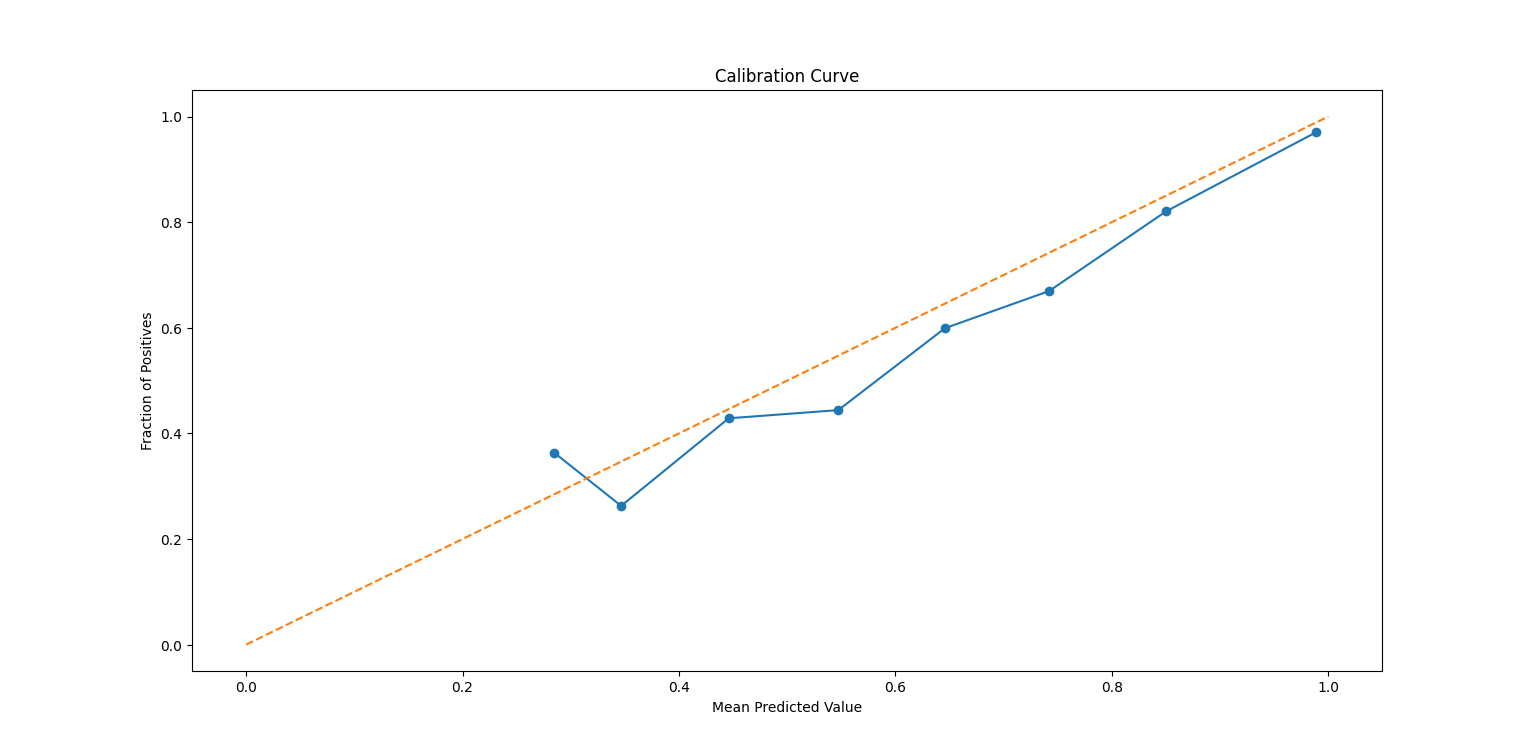 Calibration Curve
1.0
0.8
0.6
0.4
0.2
0.0
Fraction of Positives
0.0 0.2 0.4 0.6 0.8 1.0
Mean Predicted Value